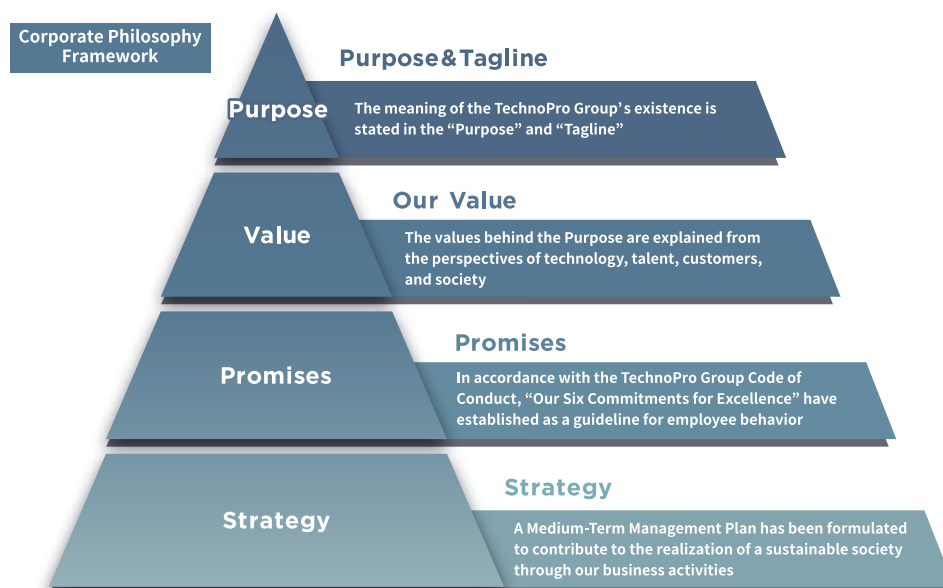 Corporate Philosophy
Framework
Purpose&Tagline
Purpose
The meaning of the TechnoPro Group's existence is
stated in the “Purpose” and “Tagline”
Our Value
Value
The values behind the Purpose are explained from
the perspectives of technology, talent, customers,
and society
Promises
Promises
In accordance with the TechnoPro Group Code of
Conduct, “Our Six Commitments for Excellence” have
established as a guideline for employee behavior
Strategy
Strategy
A Medium-Term Management Plan has been formulated
to contribute to the realization of a sustainable society
through our business activities